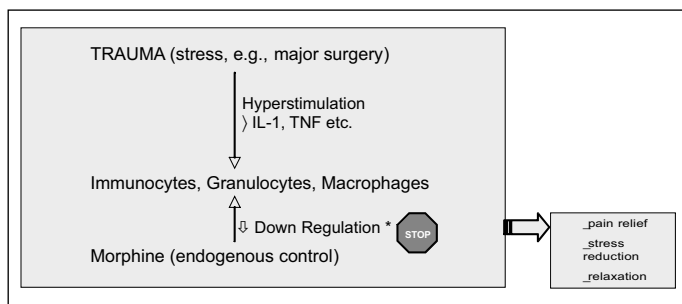 TRAUMA (stress, e.g., major surgery)
Hyperstimulation
〉IL-1, TNF etc.
Immunocytes, Granulocytes, Macrophages
⇩ Down Regulation *
STOP
Morphine (endogenous control)
_pain relief
_stress
reduction
_relaxation